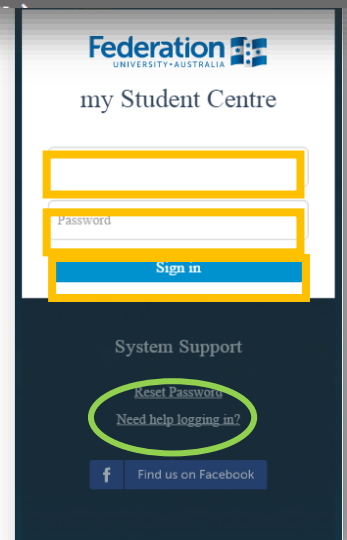 Federation
UNIVERSITY•AUSTRALIA
my Student Centre
Password
Sign in
System Support
Reset Password
Need help logging in?
f Find us on Facebook